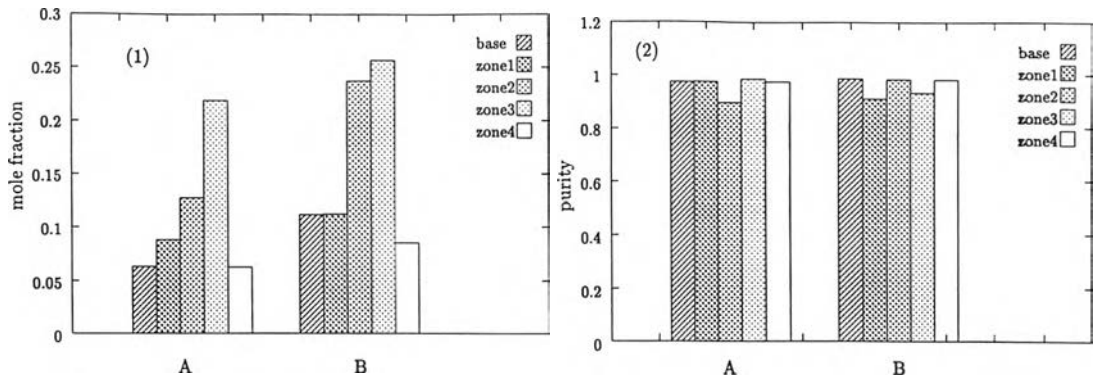 0.3
0.25
0.2
0.15
0.1
0.05
0
mole fraction
(1)
base
zone1
zone2
zone3
zone4
A
B
1.2
1
0.8
0.6
0.4
0.2
0
purity
(2)
base
zone1
zone2
zone3
zone4
A
B